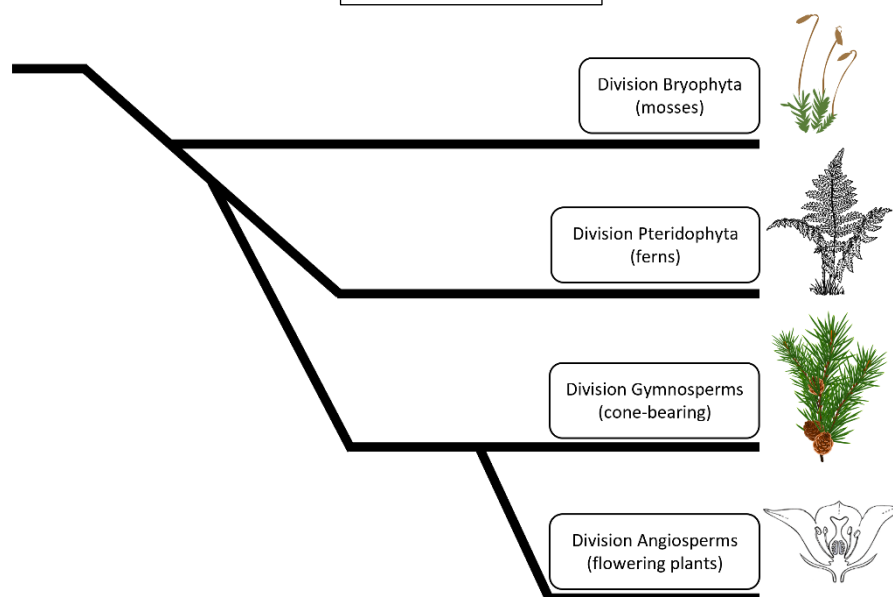 Division Bryophyta
(mosses)
Division Pteridophyta
(ferns)
Division Gymnosperms
(cone-bearing)
Division Angiosperms
(flowering plants)